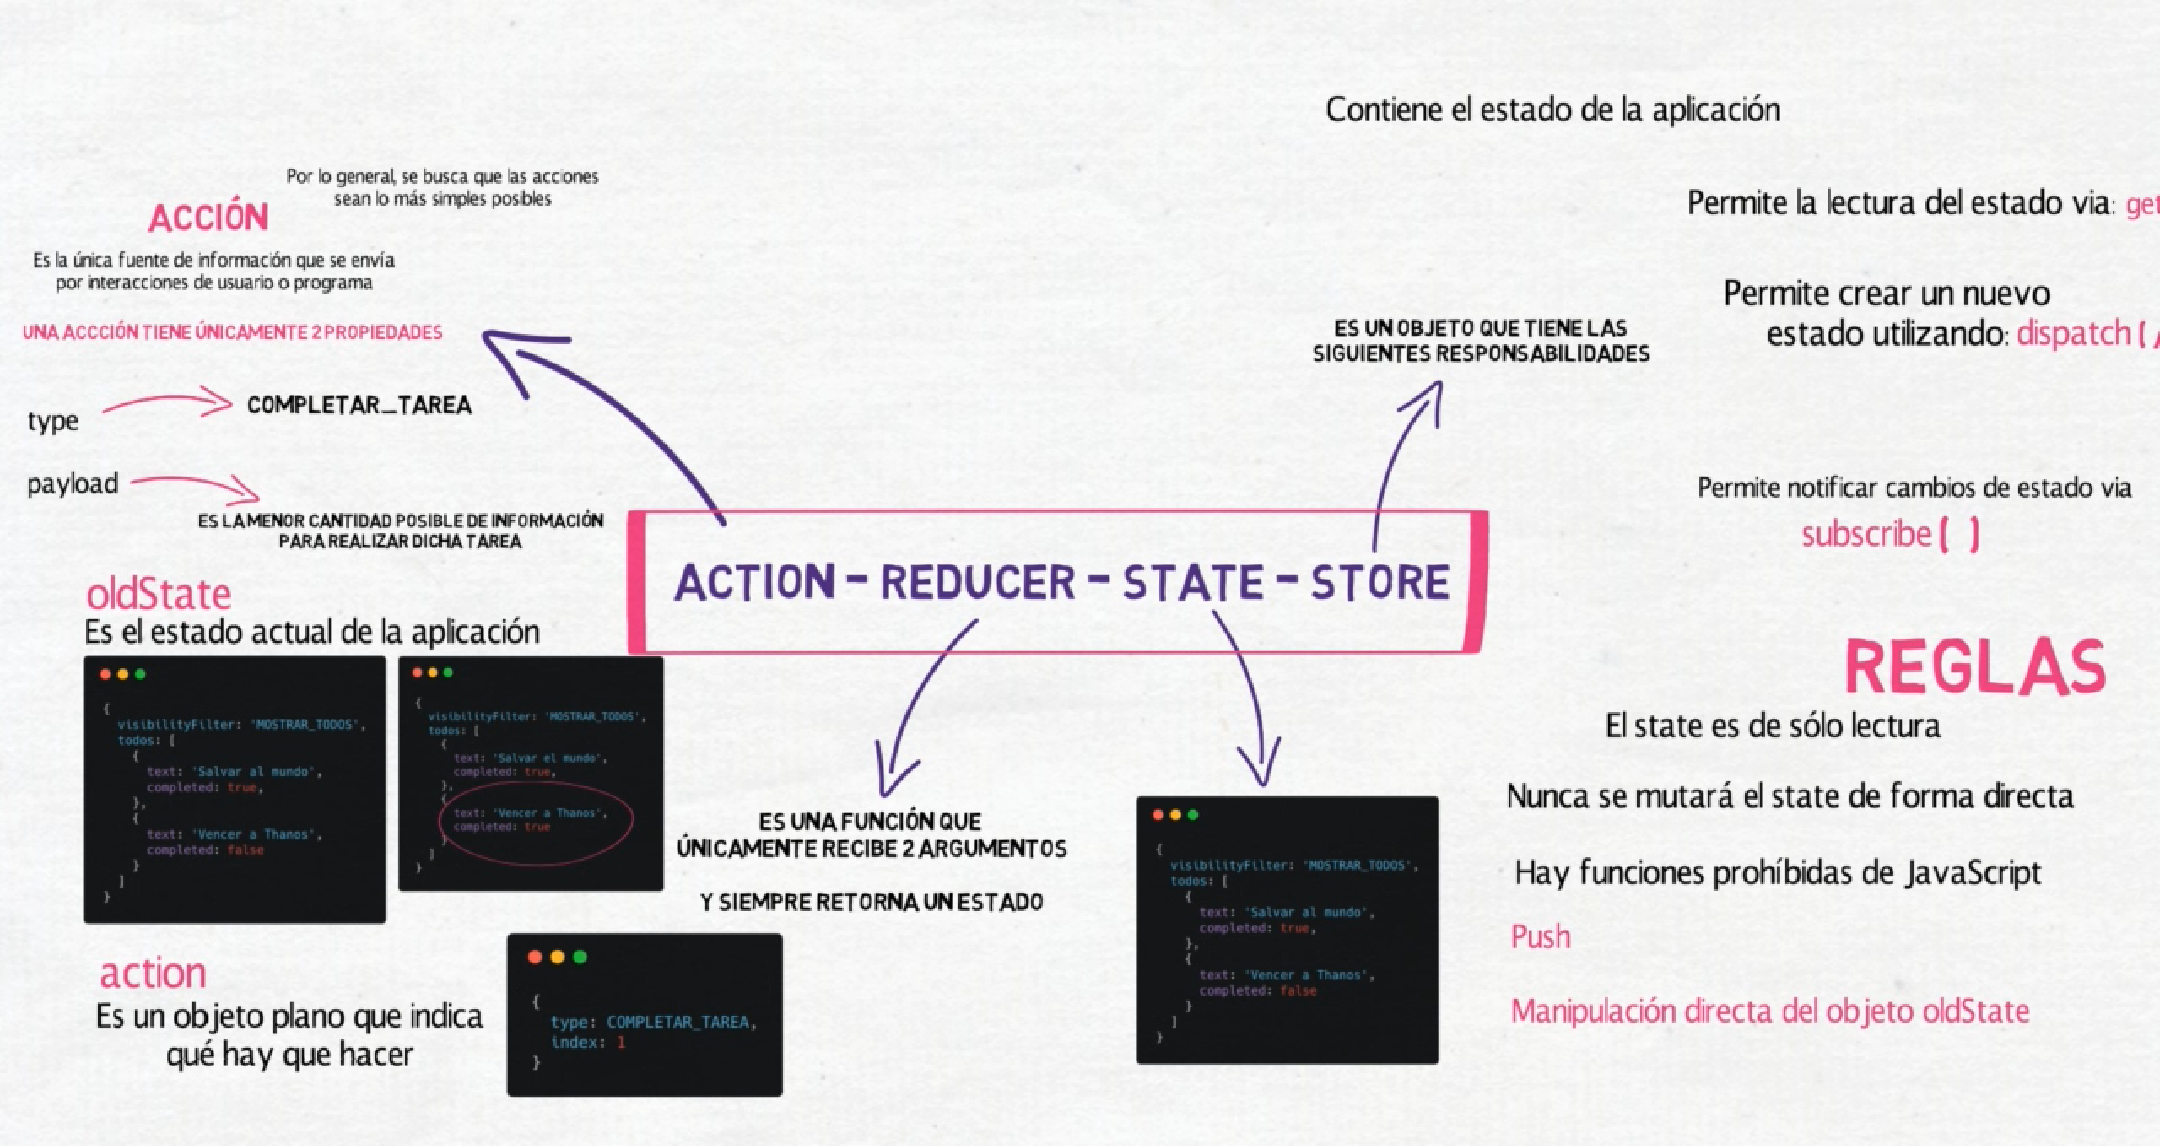 Contiene el estado de la aplicación
Por lo general, se busca que las acciones
sean lo más simples posibles
ACCIÓN
Es la única fuente de información que se envía
por interacciones de usuario o programa
UNA ACCCIÓN TIENE ÚNICAMENTE 2 PROPIEDADES
type
COMPLETAR_TAREA
payload
ES LA MENOR CANTIDAD POSIBLE DE INFORMACIÓN
PARA REALIZAR DICHA TAREA
Permite la lectura del estado via: get
Permite crear un nuevo
estado utilizando: dispatch(
ES UN OBJETO QUE TIENE LAS
SIGUIENTES RESPONSABILIDADES
Permite notificar cambios de estado via
subscribe( )
ACTION - REDUCER - STATE - STORE
oldState
Es el estado actual de la aplicación
{
visibilityFilter: 'MOSTRAR_TODOS',
todos: [
{
text: 'Salvar al mundo',
completed: true,
},
{
text: 'Vencer a Thanos',
completed: false
}
]
}
{
visibilityFilter: 'MOSTRAR_TODOS',
todos: [
{
text: 'Salvar el mundo',
completed: true,
},
{
text: 'Vencer a Thanos',
completed: true
}
]
}
action
Es un objeto plano que indica
qué hay que hacer
{
type: COMPLETAR_TAREA,
index: 1
}
ES UNA FUNCIÓN QUE
ÚNICAMENTE RECIBE 2 ARGUMENTOS
Y SIEMPRE RETORNA UN ESTADO
{
visibilityFilter: 'MOSTRAR_TODOS',
todos: [
{
text: 'Salvar al mundo',
completed: true,
},
{
text: 'Vencer a Thanos',
completed: false
}
]
}
REGLAS
El state es de sólo lectura
Nunca se mutará el state de forma directa
Hay funciones prohíbidas de JavaScript
Push
Manipulación directa del objeto oldState